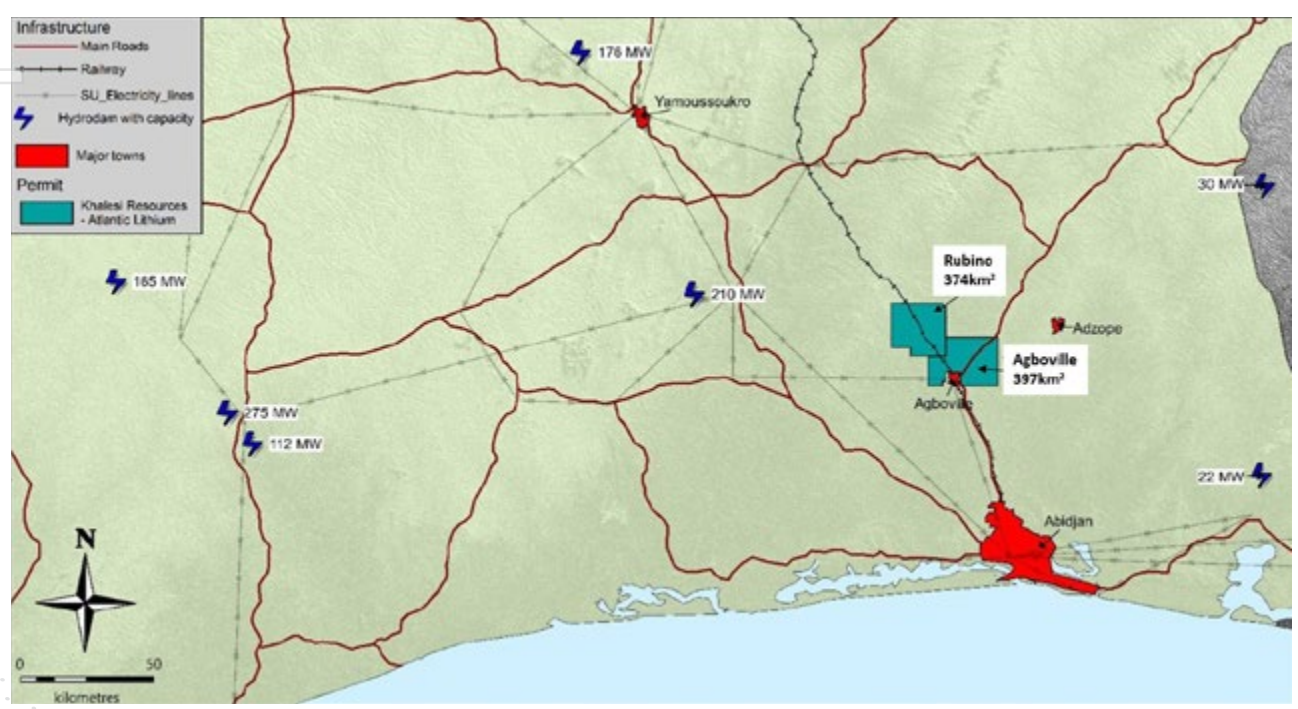 Infrastructure
Main Roads
Railway
SU_Electricity_lines
Hydrodam with capacity
Major towns
Permit
Khalesi Resources
- Atlantic Lithium
176 MW
Yamoussoukro
30 MW
165 MW
210 MW
Rubino
374km²
Adzope
Agboville
397km²
Agboville
275 MW
112 MW
22 MW
Abidjan
N
0 50
kilometres